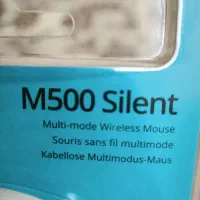 M500 Silent
Multi-mode Wireless Mouse
Souris sans fil multimode
Kabellose Multimodus-Maus